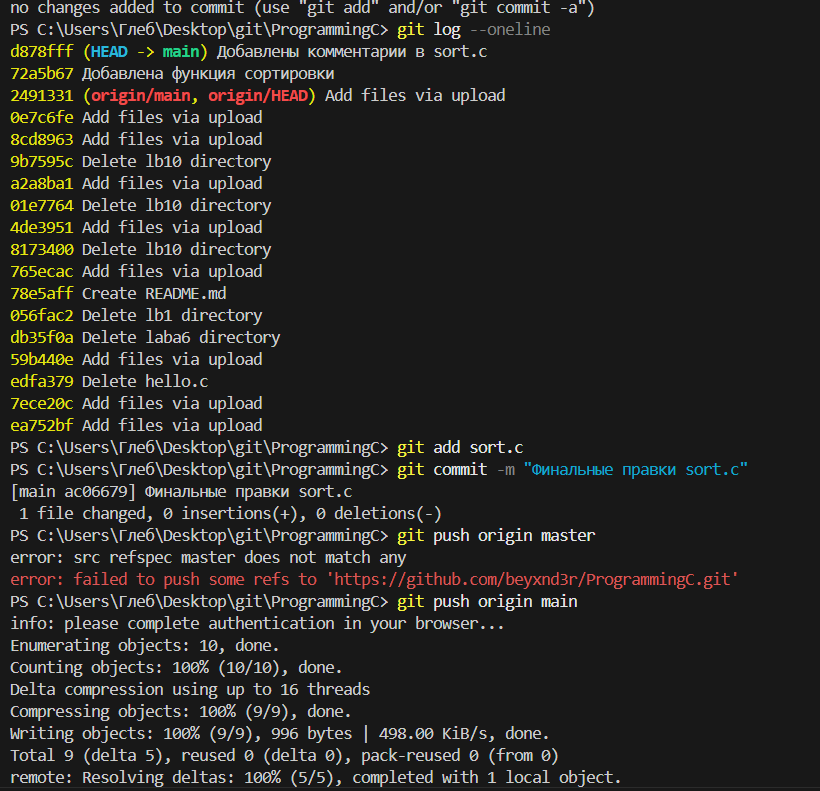 no changes added to commit (use "git add" and/or "git commit -a")
PS C:\Users\Глеб\Desktop\git\ProgrammingC> git log --oneline
d878fff (HEAD -> main) Добавлены комментарии в sort.c
72a5b67 Добавлена функция сортировки
2491331 (origin/main, origin/HEAD) Add files via upload
0e7c6fe Add files via upload
8cd8963 Add files via upload
9b7595c Delete lb10 directory
a2a8ba1 Add files via upload
01e7764 Delete lb10 directory
4de3951 Add files via upload
8173400 Delete lb10 directory
765ecac Add files via upload
78e5aff Create README.md
056fac2 Delete lb1 directory
db35f0a Delete laba6 directory
59b440e Add files via upload
edfa379 Delete hello.c
7ece20c Add files via upload
ea752bf Add files via upload
PS C:\Users\Глеб\Desktop\git\ProgrammingC> git add sort.c
PS C:\Users\Глеб\Desktop\git\ProgrammingC> git commit -m "Финальные правки sort.c"
[main ac06679] Финальные правки sort.c
 1 file changed, 0 insertions(+), 0 deletions(-)
PS C:\Users\Глеб\Desktop\git\ProgrammingC> git push origin master
error: src refspec master does not match any
error: failed to push some refs to 'https://github.com/beyxnd3r/ProgrammingC.git'
PS C:\Users\Глеб\Desktop\git\ProgrammingC> git push origin main
info: please complete authentication in your browser...
Enumerating objects: 10, done.
Counting objects: 100% (10/10), done.
Delta compression using up to 16 threads
Compressing objects: 100% (9/9), done.
Writing objects: 100% (9/9), 996 bytes | 498.00 KiB/s, done.
Total 9 (delta 5), reused 0 (delta 0), pack-reused 0 (from 0)
remote: Resolving deltas: 100% (5/5), completed with 1 local object.